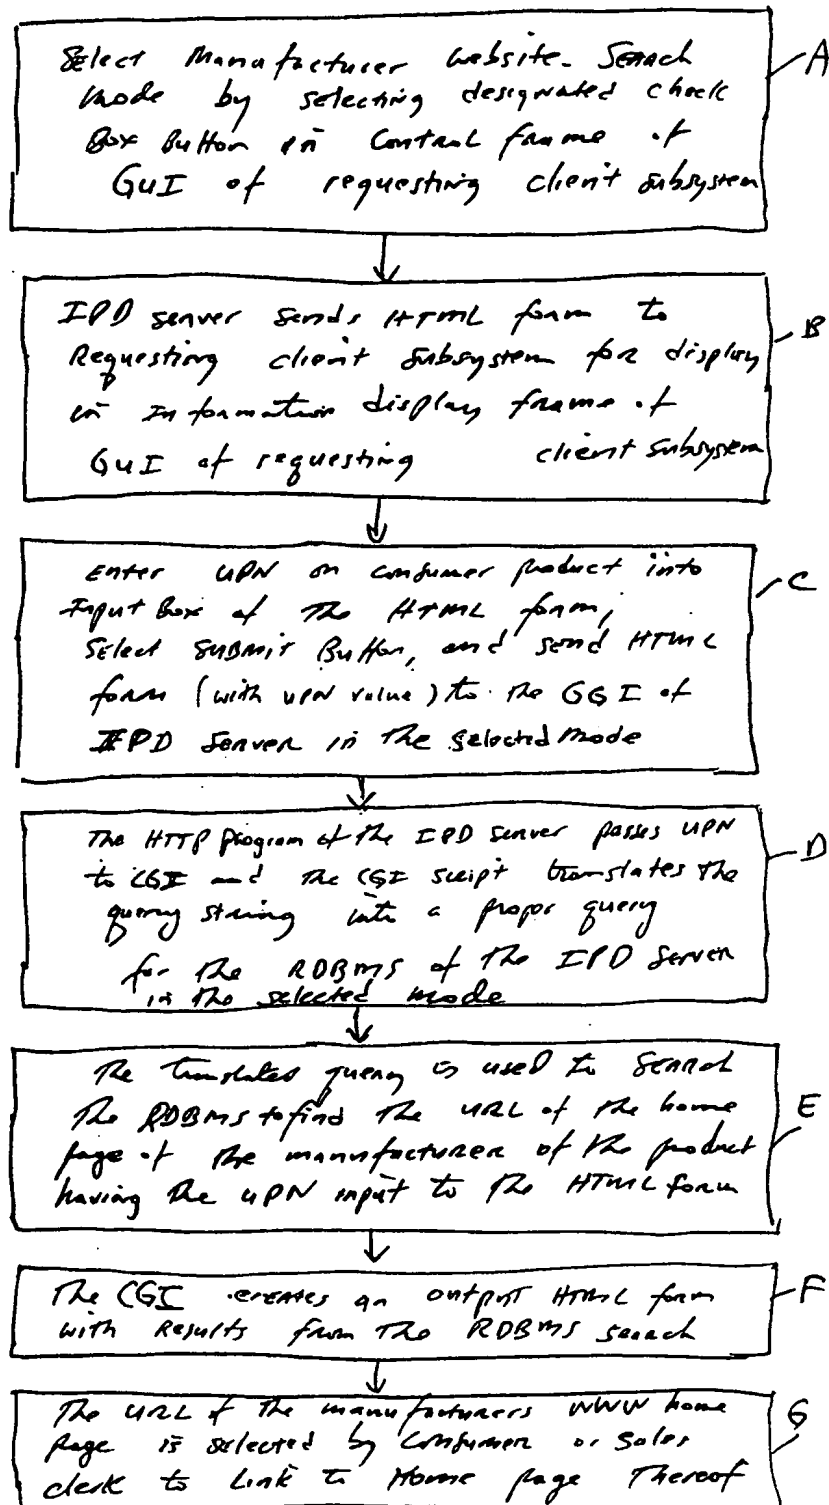 Select Manufacturer Website. Search
Mode by selecting designated check
Box Button in Control frame of
GUI of requesting client subsystem
A
IPD server sends HTML form to
Requesting client subsystem for display
in Information display frame of
GUI of requesting client subsystem
B
Enter UPN on consumer product into
Input Box of the HTML form,
Select SUBMIT Button, and send HTML
form (with UPN value) to the GGI of
IPD Server in the selected Mode
C
The HTTP program of the IPD server passes UPN
to CGI and the CGI script translates the
query string into a proper query
for the RDBMS of the IPD Server
in the selected mode
D
The translated query is used to Search
The RDBMS to find the URL of the home
page of the manufacturer of the product
having the UPN input to the HTML form
E
The CGI creates an output HTML form
with Results from The RDBMS search
F
The URL of the manufacturers WWW home
Page is selected by Consumer or Sales
clerk to Link to Home page Thereof
G